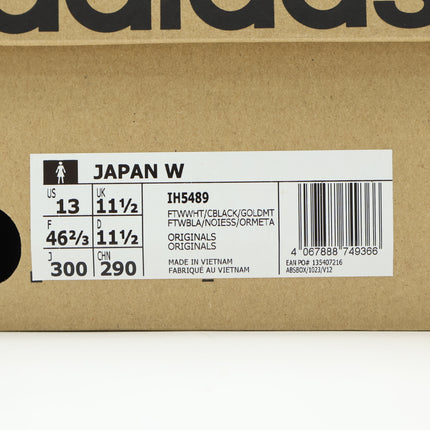 adidas
JAPAN W
US 13 UK 11½
F 46⅔ D 11½
J 300 CHN 290
IH5489
FTWWHT/CBLACK/GOLDMT
FTWBLA/NOIESS/ORMETA
ORIGINALS
ORIGINALS
MADE IN VIETNAM
FABRIQUÉ AU VIETNAM
4 067888 749366
EAN PO# 135407216
ABSBOX/1023/V12